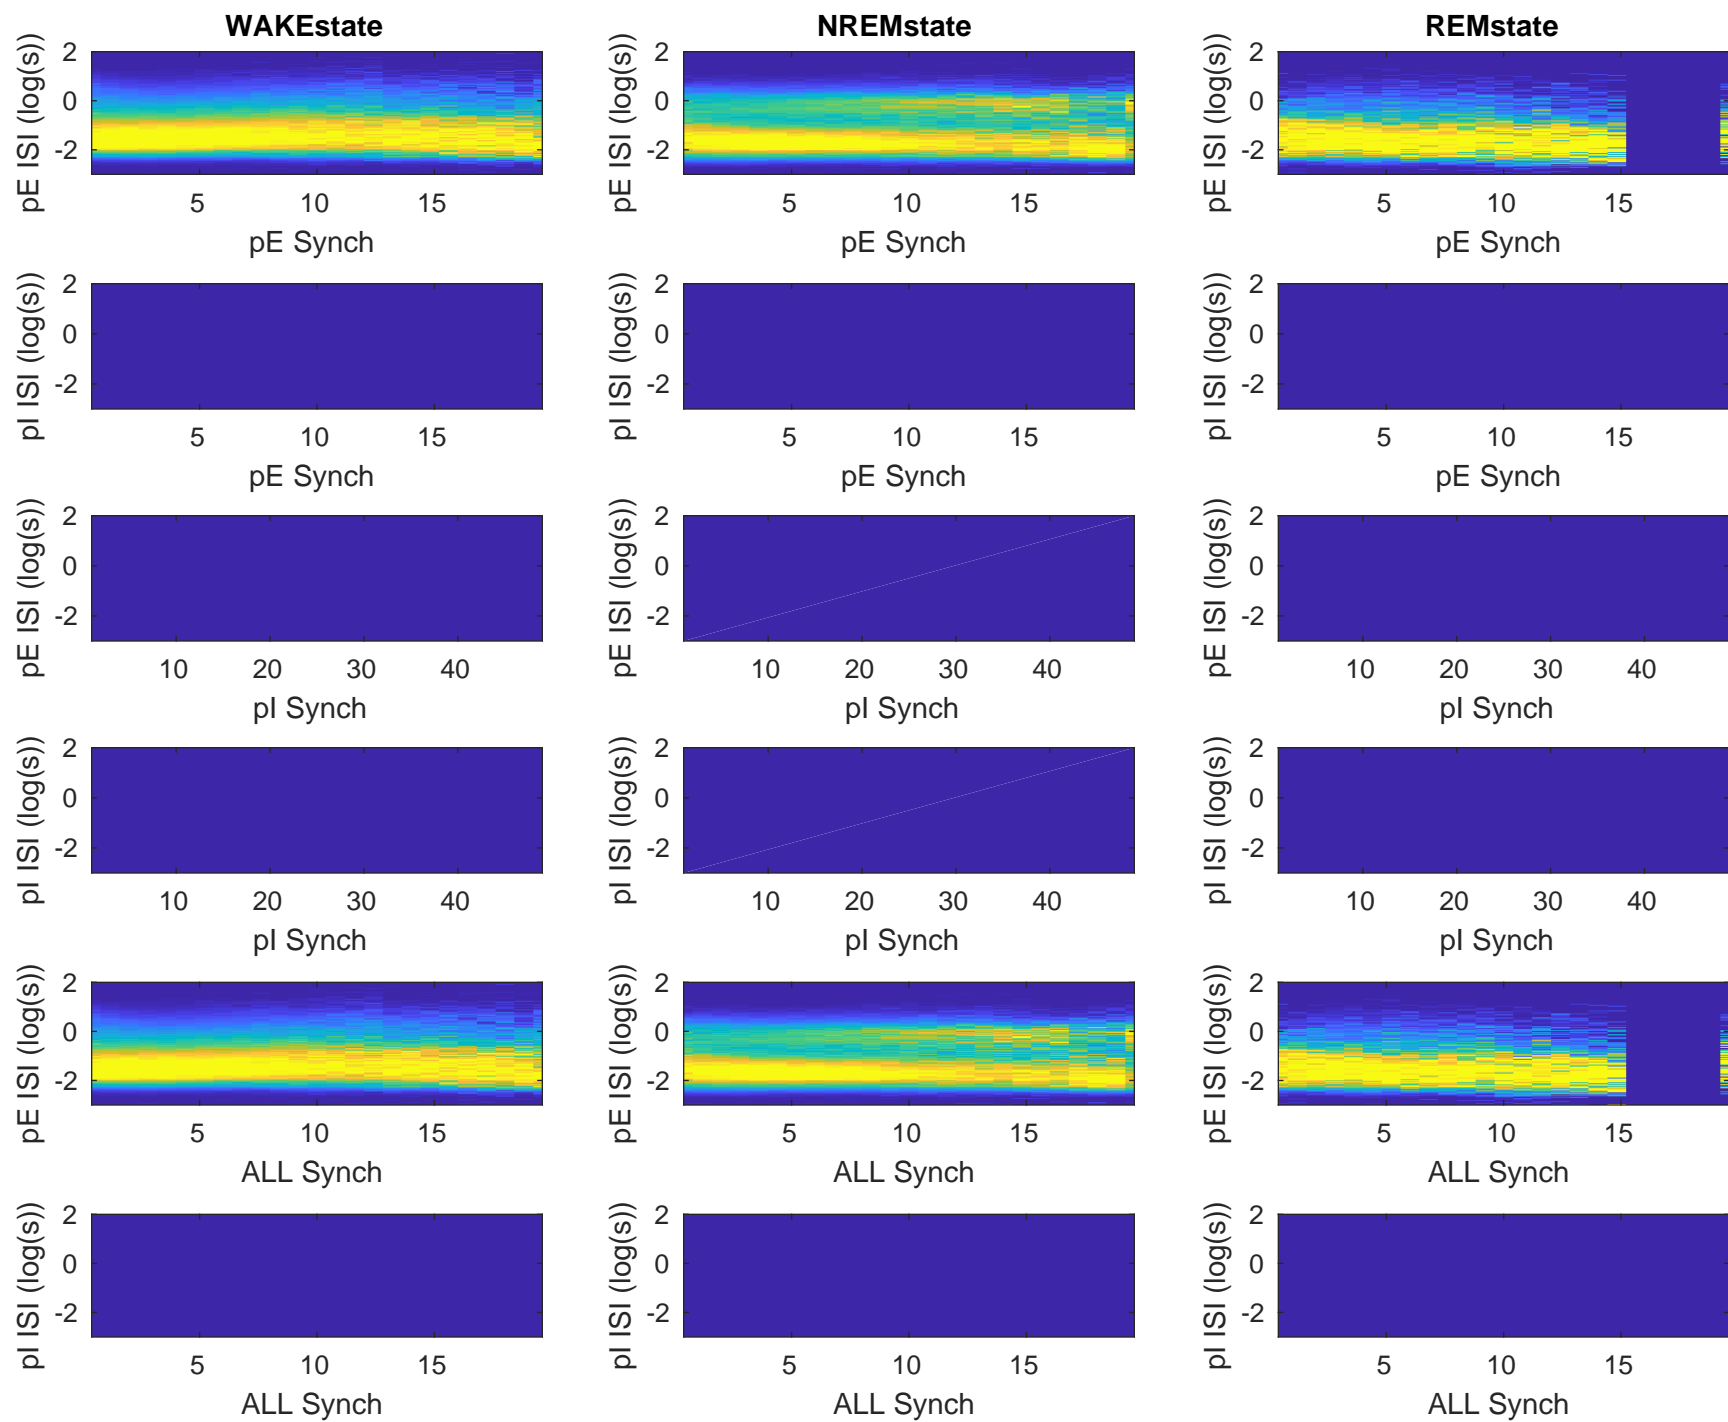 WAKEstate NREMstate REMstate
pE ISI (log(s)) 2 0 -2 pE ISI (log(s)) 2 0 -2 pE ISI (log(s)) 2 0 -2
5 10 15 5 10 15 5 10 15
pE Synch pE Synch pE Synch
pI ISI (log(s)) 2 0 -2 pI ISI (log(s)) 2 0 -2 pI ISI (log(s)) 2 0 -2
5 10 15 5 10 15 5 10 15
pE Synch pE Synch pE Synch
pE ISI (log(s)) 2 0 -2 pE ISI (log(s)) 2 0 -2 pE ISI (log(s)) 2 0 -2
10 20 30 40 10 20 30 40 10 20 30 40
pI Synch pI Synch pI Synch
pI ISI (log(s)) 2 0 -2 pI ISI (log(s)) 2 0 -2 pI ISI (log(s)) 2 0 -2
10 20 30 40 10 20 30 40 10 20 30 40
pI Synch pI Synch pI Synch
pE ISI (log(s)) 2 0 -2 pE ISI (log(s)) 2 0 -2 pE ISI (log(s)) 2 0 -2
5 10 15 5 10 15 5 10 15
ALL Synch ALL Synch ALL Synch
pI ISI (log(s)) 2 0 -2 pI ISI (log(s)) 2 0 -2 pI ISI (log(s)) 2 0 -2
5 10 15 5 10 15 5 10 15
ALL Synch ALL Synch ALL Synch